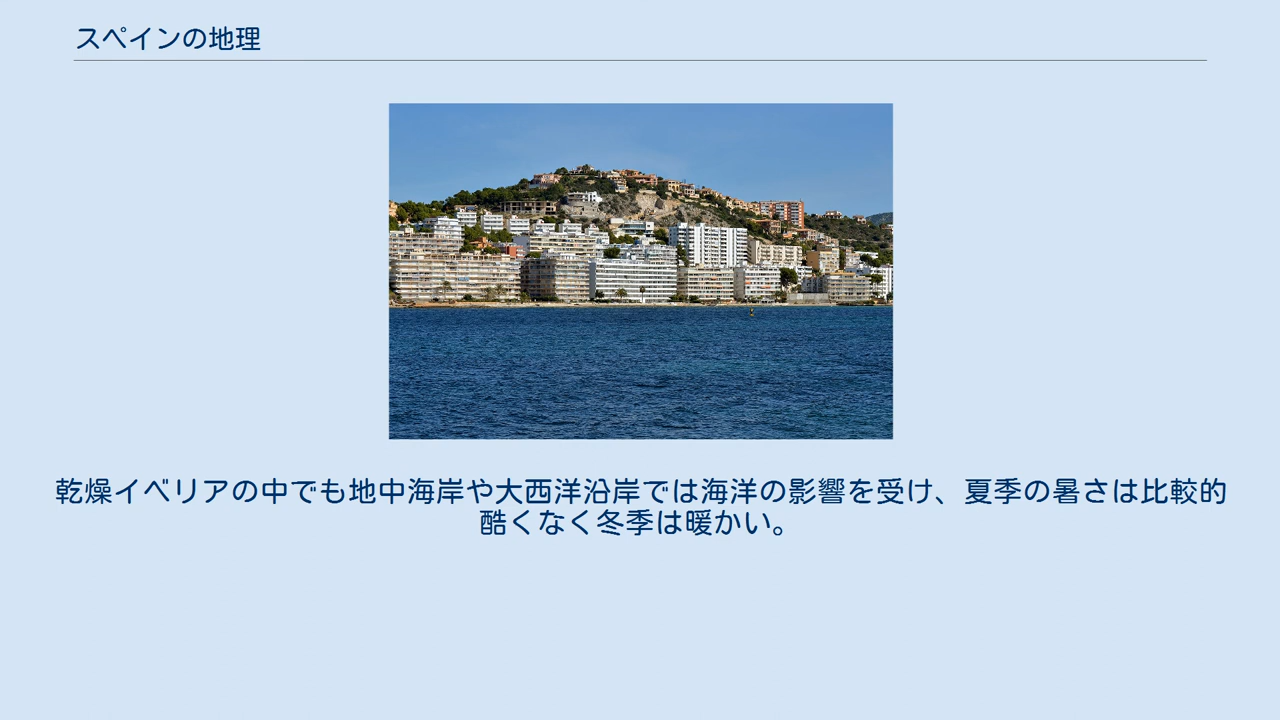 スペインの地理
乾燥イベリアの中でも地中海岸や大西洋沿岸では海洋の影響を受け、夏季の暑さは比較的
酷くなく冬季は暖かい。